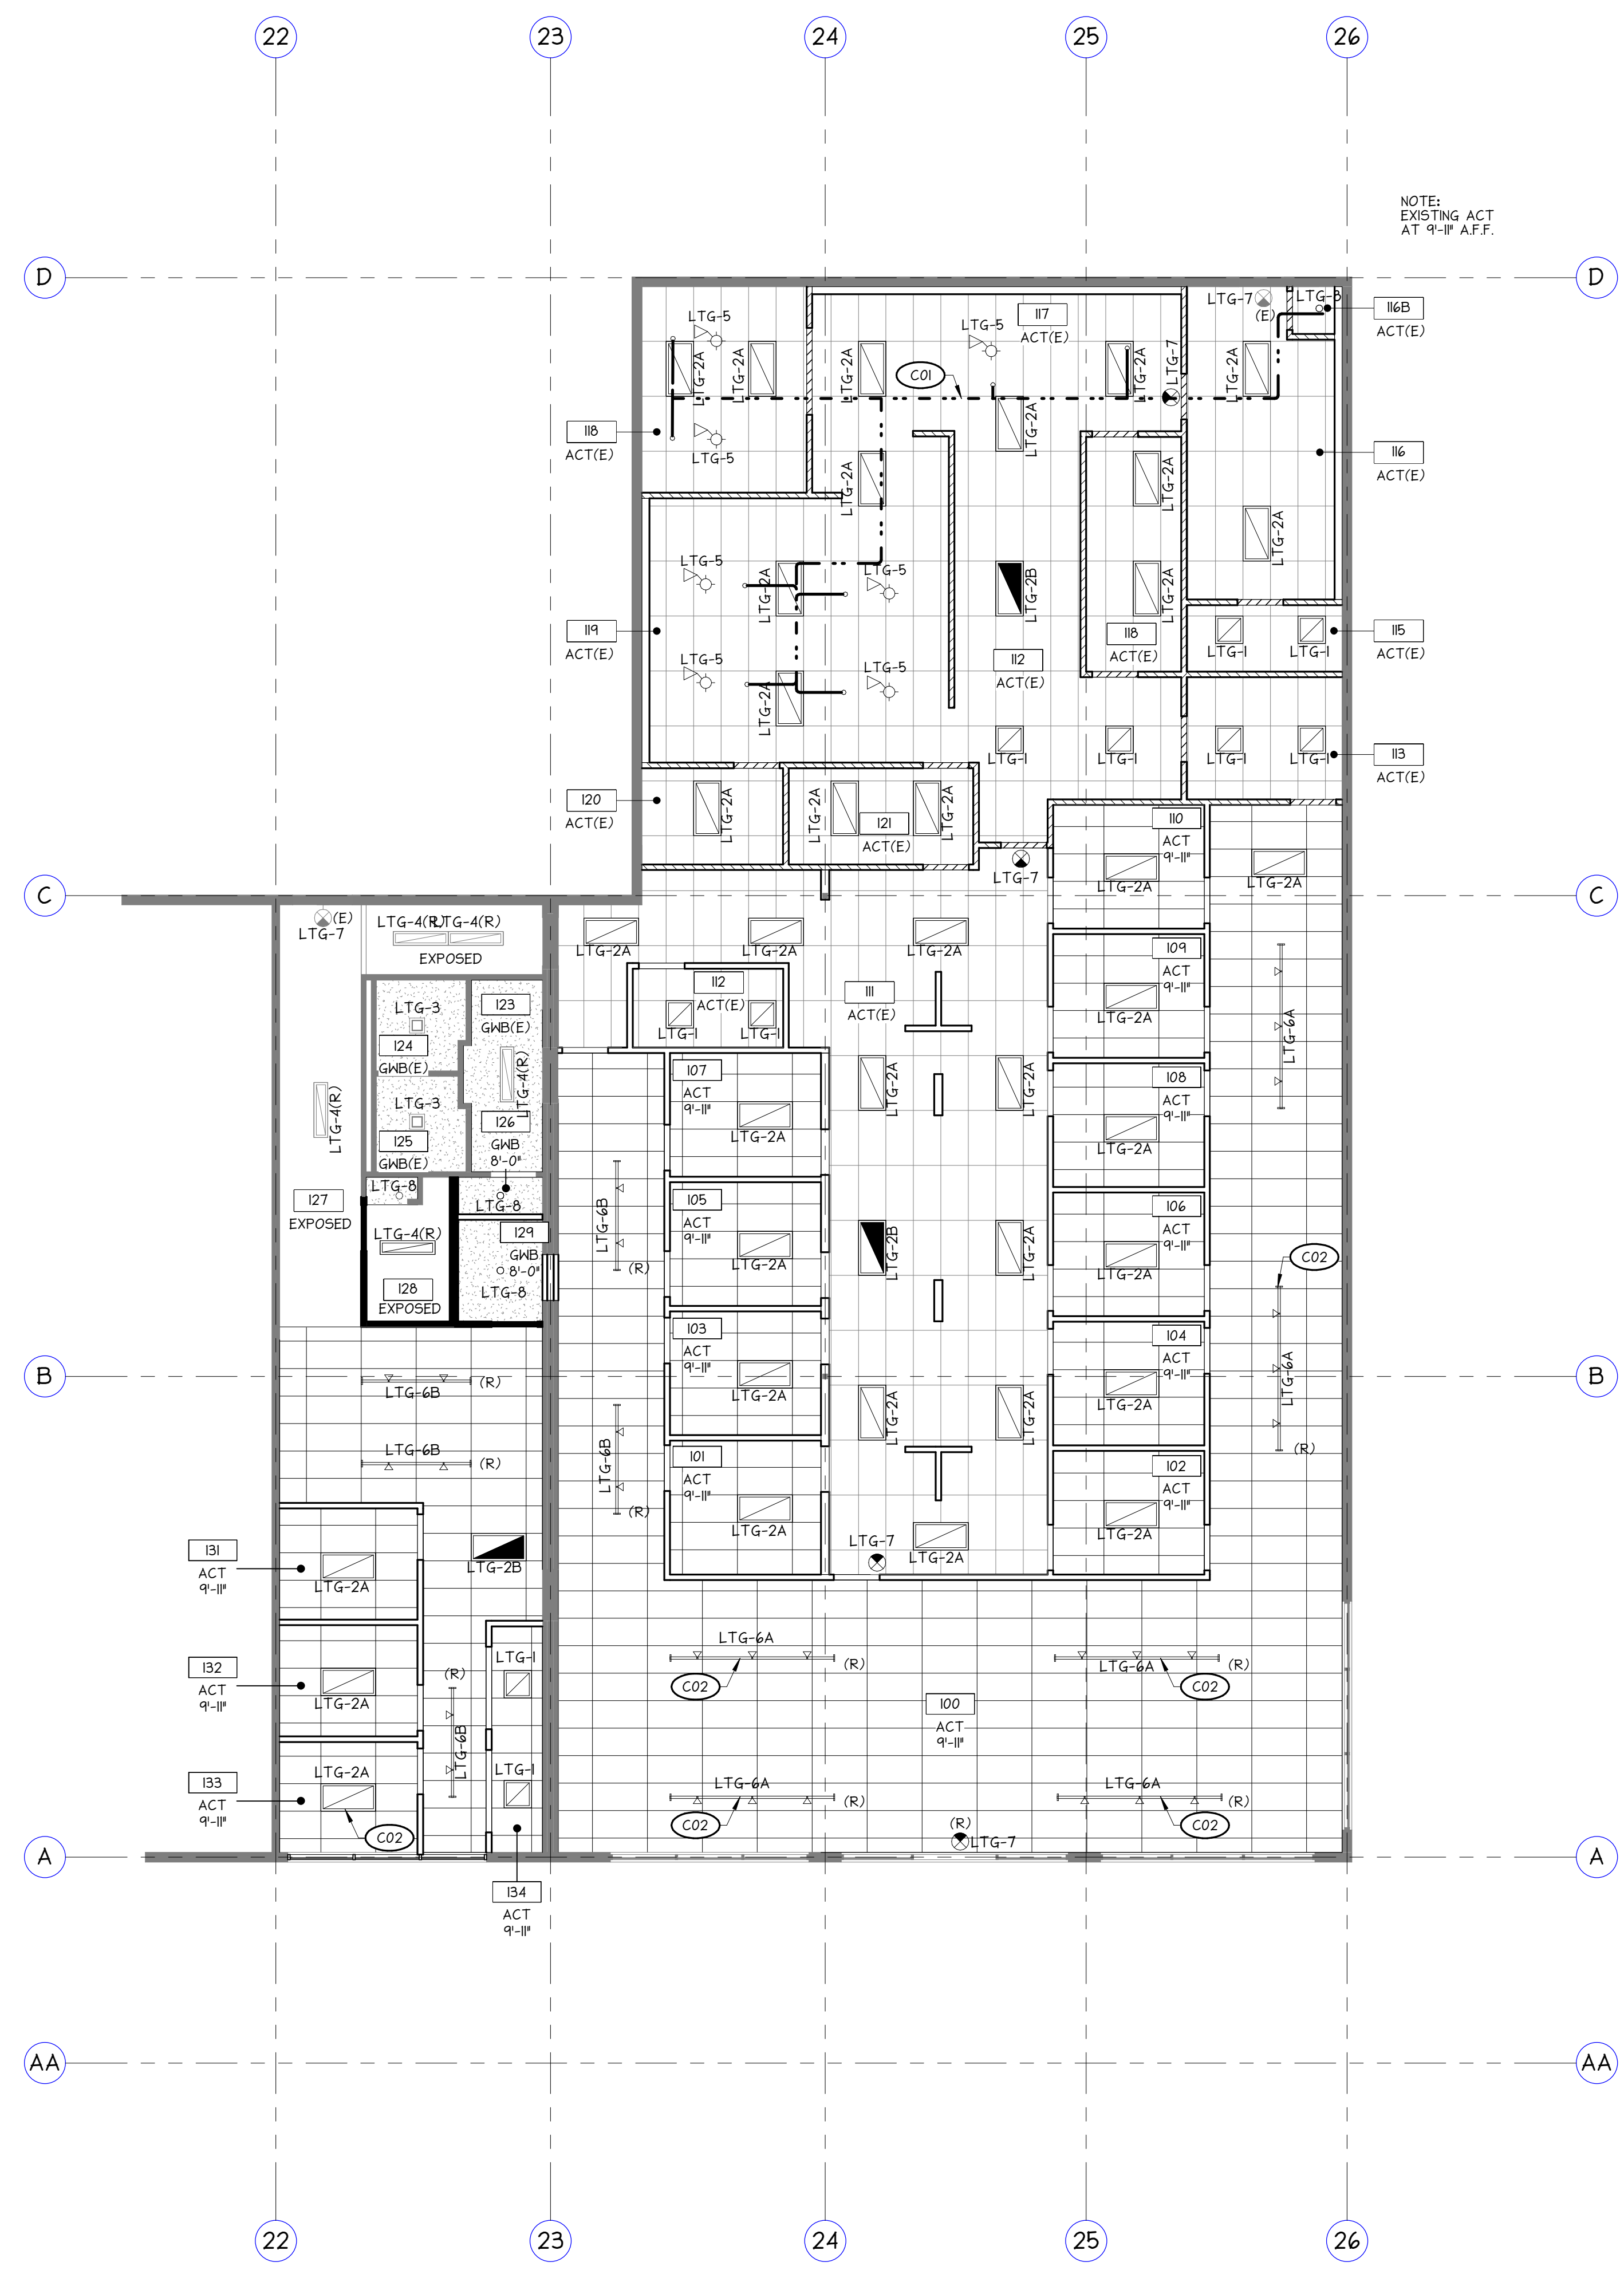 22
23
24
25
26
NOTE:
EXISTING ACT
AT 9'-11" A.F.F.
D
D
LTG-7
(E)
LTG-8
116B
ACT(E)
117
ACT(E)
LTG-5
LTG-5
LTG-2A
LTG-2A
LTG-2A
LTG-2A
LTG-7
LTG-2A
C01
LTG-2A
118
ACT(E)
LTG-5
116
ACT(E)
LTG-2A
LTG-2A
LTG-2A
LTG-5
LTG-2A
LTG-5
LTG-2B
LTG-2A
119
ACT(E)
118
ACT(E)
115
ACT(E)
LTG-1
LTG-1
112
ACT(E)
LTG-5
LTG-5
LTG-2A
LTG-1
LTG-1
LTG-1
LTG-1
113
ACT(E)
120
ACT(E)
LTG-2A
LTG-2A
121
ACT(E)
LTG-2A
110
ACT
9'-11"
LTG-2A
LTG-7
LTG-2A
C
C
(E)
LTG-7
LTG-4(R)
LTG-4(R)
EXPOSED
LTG-2A
LTG-2A
LTG-2A
109
ACT
9'-11"
LTG-2A
112
ACT(E)
LTG-1
LTG-1
111
ACT(E)
123
GWB(E)
LTG-3
124
GWB(E)
LTG-4(R)
LTG-6A
LTG-4(R)
LTG-3
125
GWB(E)
126
GWB
8'-0"
LTG-8
107
ACT
9'-11"
LTG-2A
LTG-2A
LTG-2A
108
ACT
9'-11"
LTG-2A
LTG-8
127
EXPOSED
LTG-4(R)
128
EXPOSED
129
GWB
8'-0"
LTG-8
LTG-6B
(R)
105
ACT
9'-11"
LTG-2A
LTG-2B
LTG-2A
106
ACT
9'-11"
LTG-2A
C02
B
B
LTG-6B
(R)
LTG-6B
(R)
103
ACT
9'-11"
LTG-2A
104
ACT
9'-11"
LTG-2A
LTG-6A
(R)
LTG-2A
LTG-2A
LTG-6B
(R)
101
ACT
9'-11"
LTG-2A
102
ACT
9'-11"
LTG-2A
LTG-7
LTG-2A
LTG-2B
131
ACT
9'-11"
LTG-2A
132
ACT
9'-11"
LTG-2A
(R)
LTG-6B
LTG-1
LTG-6A
(R)
C02
LTG-6A
(R)
C02
100
ACT
9'-11"
133
ACT
9'-11"
LTG-2A
C02
LTG-1
LTG-6A
(R)
C02
LTG-6A
(R)
C02
(R)
LTG-7
A
A
134
ACT
9'-11"
AA
AA
22
23
24
25
26